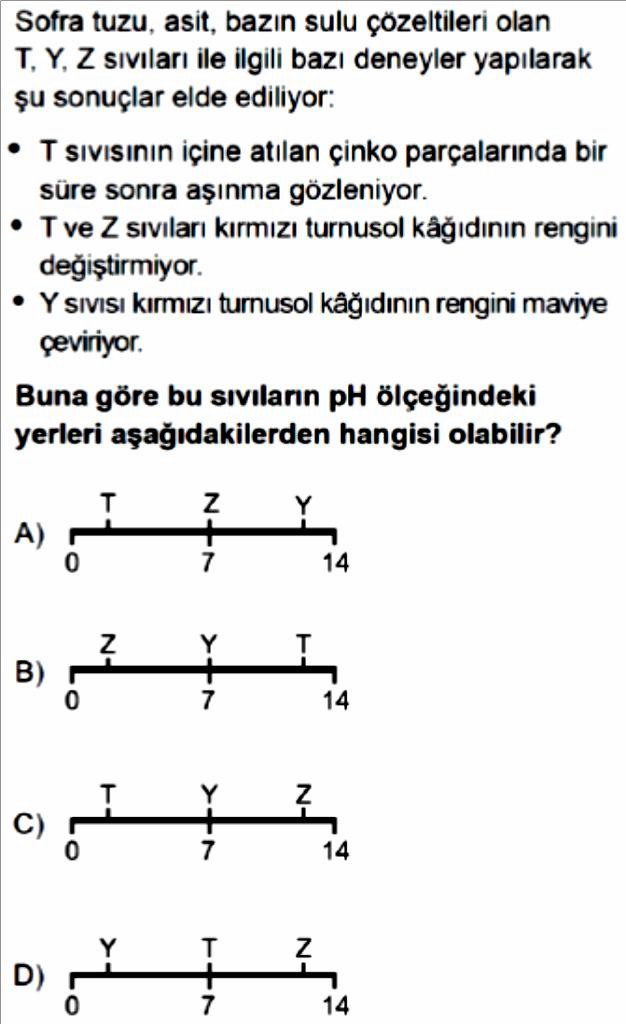 Sofra tuzu, asit, bazın sulu çözeltileri olan
T, Y, Z sıvıları ile ilgili bazı deneyler yapılarak
şu sonuçlar elde ediliyor:
• T sıvısının içine atılan çinko parçalarında bir
süre sonra aşınma gözleniyor.
• T ve Z sıvıları kırmızı turnusol kâğıdının rengini
değiştirmiyor.
• Y sıvısı kırmızı turnusol kâğıdının rengini maviye
çeviriyor.
Buna göre bu sıvıların pH ölçeğindeki
yerleri aşağıdakilerden hangisi olabilir?
T Z Y
A)
0 7 14
Z Y T
B)
0 7 14
T Y Z
C)
0 7 14
Y T Z
D)
0 7 14